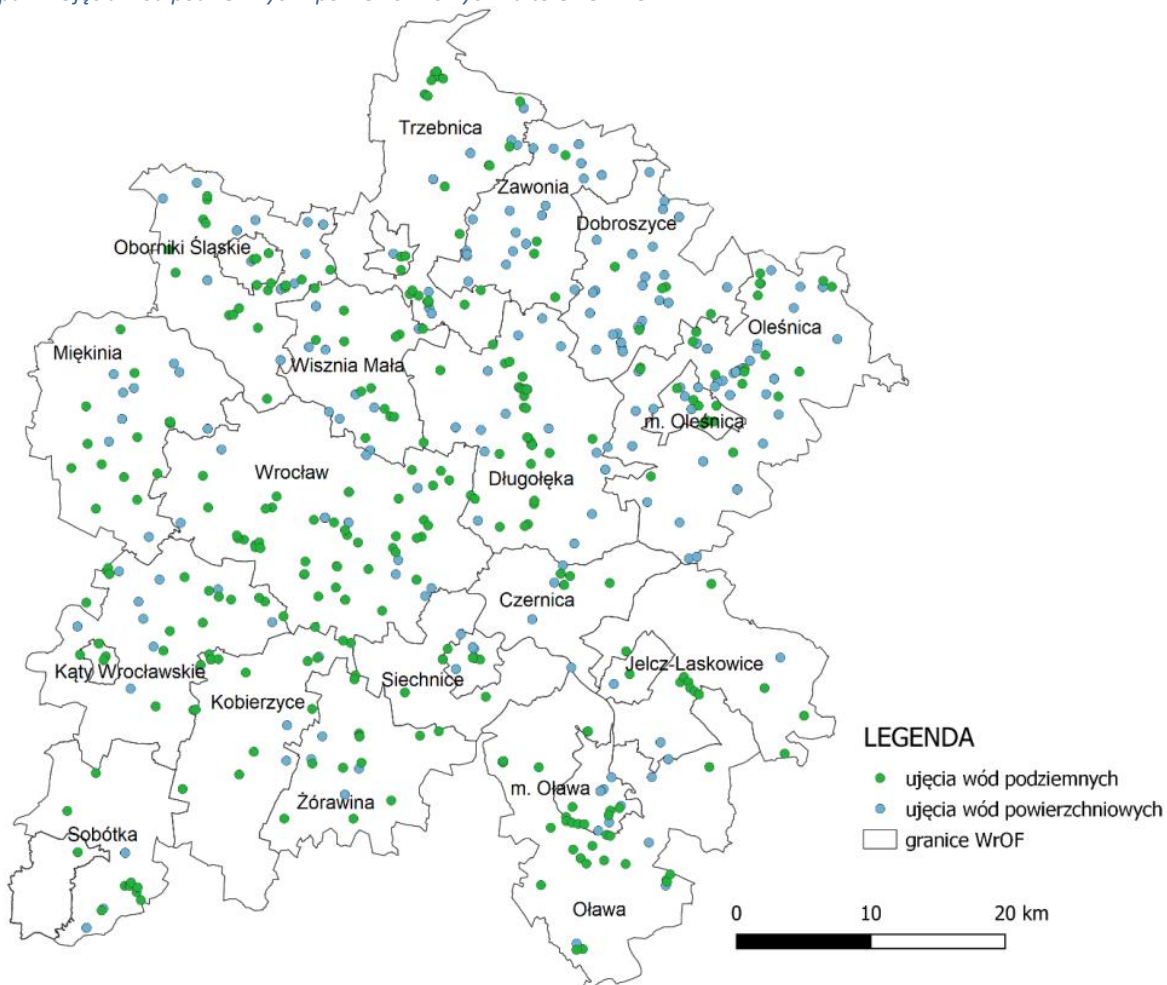 Trzebnica
Zawonia
Dobroszyce
Oborniki Śląskie
Oleśnica
Miękinia
Wisznia Mała
m. Oleśnica
Wrocław
Długołęka
Czernica
Jelcz-Laskowice
Kąty Wrocławskie
Siechnice
Kobierzyce
LEGENDA
ujęcia wód podziemnych
m. Oława
Żórawina
ujęcia wód powierzchniowych
Sobótka
granice WrOF
Oława
0 10 20 km